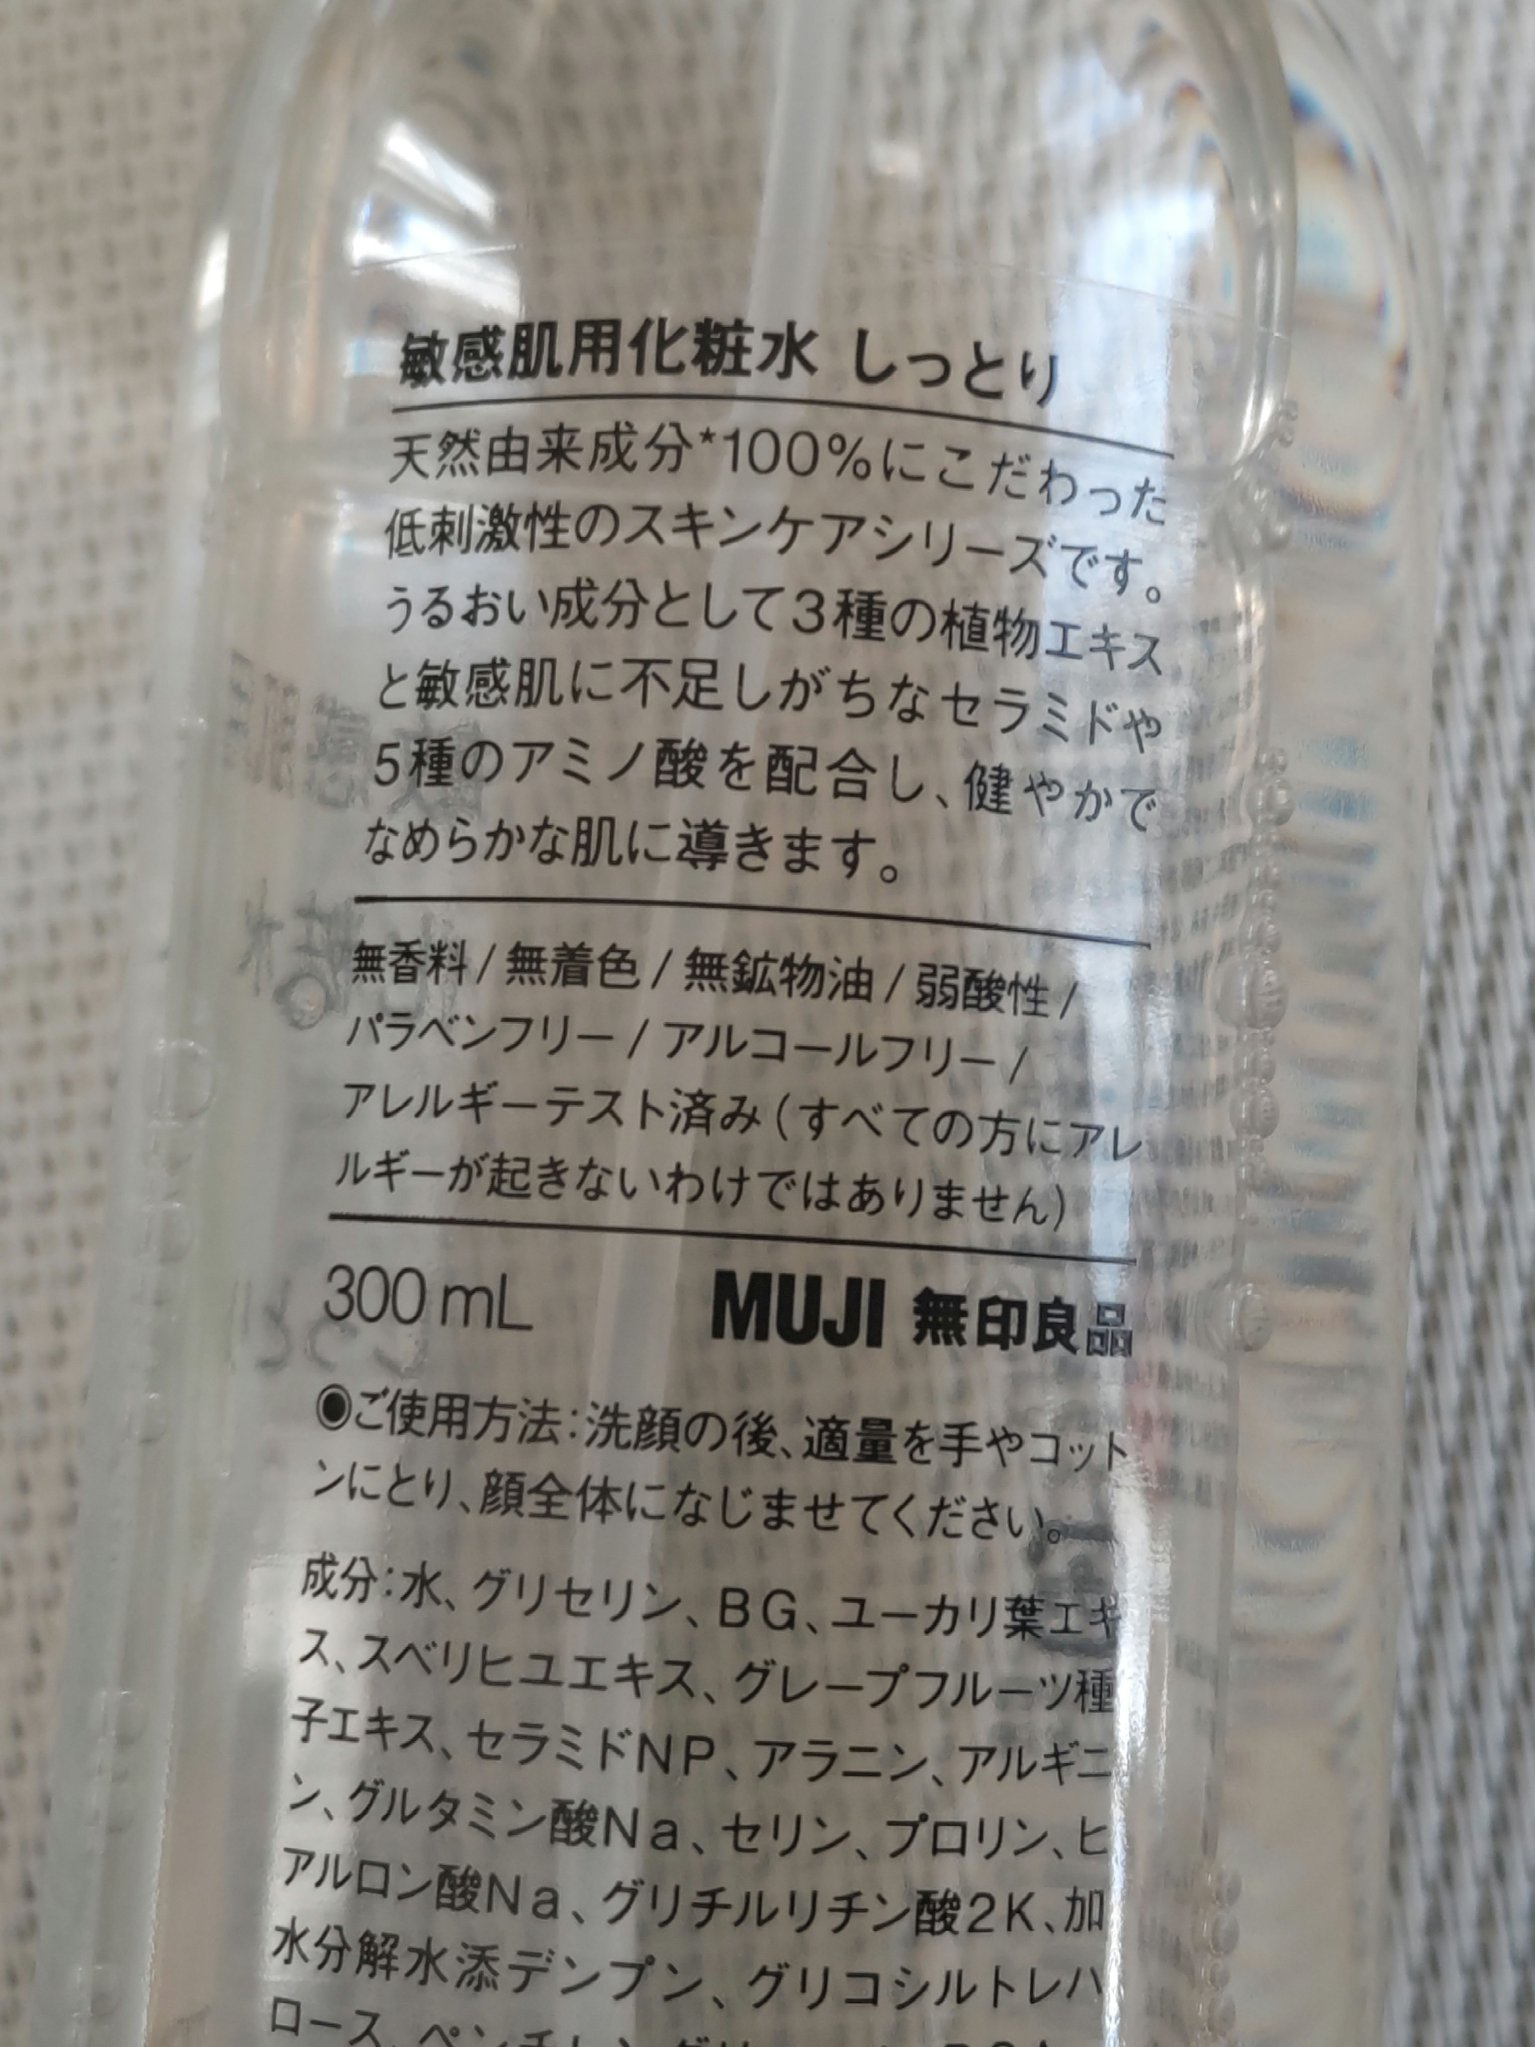 敏感肌用化粧水 しっとり
天然由来成分*100%にこだわった
低刺激性のスキンケアシリーズです。
うるおい成分として3種の植物エキス
と敏感肌に不足しがちなセラミドや
5種のアミノ酸を配合し、健やかで
なめらかな肌に導きます。
無香料/無着色/無鉱物油/弱酸性/
パラベンフリー/アルコールフリー/
アレルギーテスト済み(すべての方にアレ
ルギーが起きないわけではありません)
300mL MUJI 無印良品
◉ご使用方法:洗顔の後、適量を手やコット
ンにとり、顔全体になじませてください。
成分:水、グリセリン、BG、ユーカリ葉エキ
ス、スベリヒユエキス、グレープフルーツ種
子エキス、セラミドNP、アラニン、アルギニ
ン、グルタミン酸Na、セリン、プロリン、ヒ
アルロン酸Na、グリチルリチン酸2K、加
水分解水添デンプン、グリコシルトレハ
ロース、